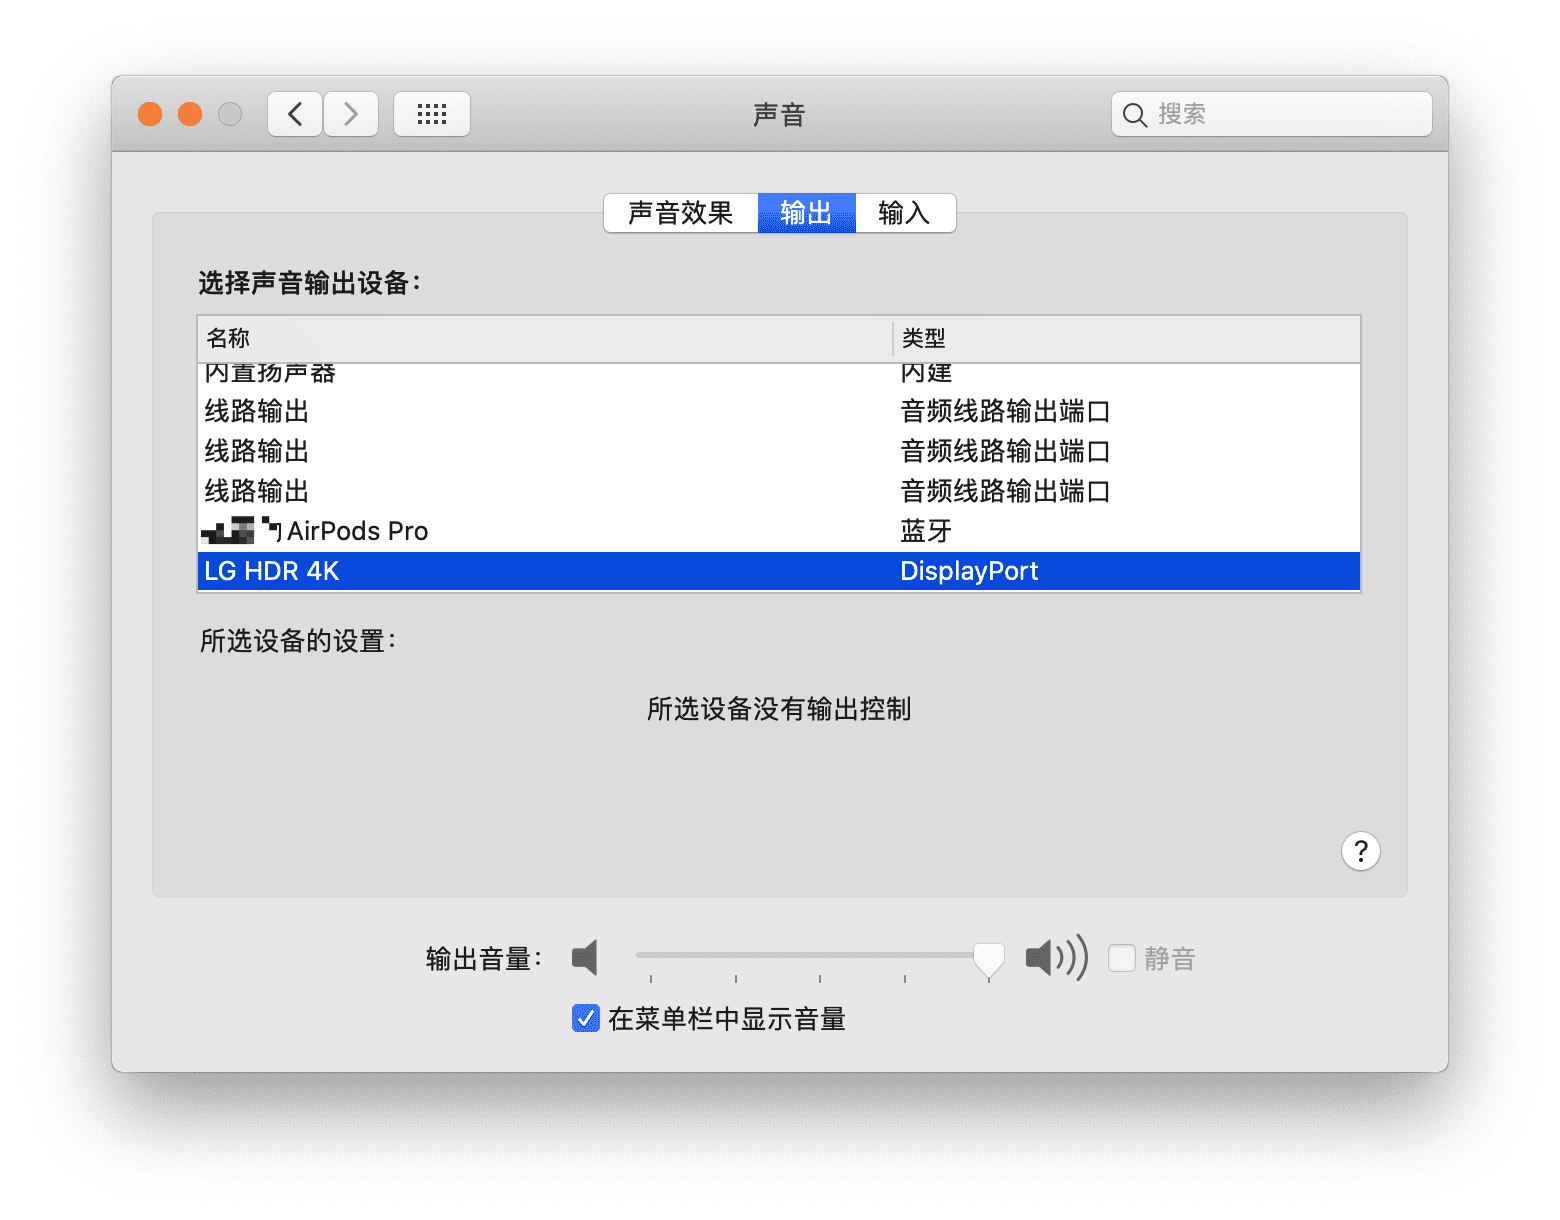 声音
搜索
声音效果 输出 输入
选择声音输出设备：
名称 类型
内置扬声器 内建
线路输出 音频线路输出端口
线路输出 音频线路输出端口
线路输出 音频线路输出端口
AirPods Pro 蓝牙
LG HDR 4K DisplayPort
所选设备的设置：
所选设备没有输出控制
?
输出音量： 静音
在菜单栏中显示音量